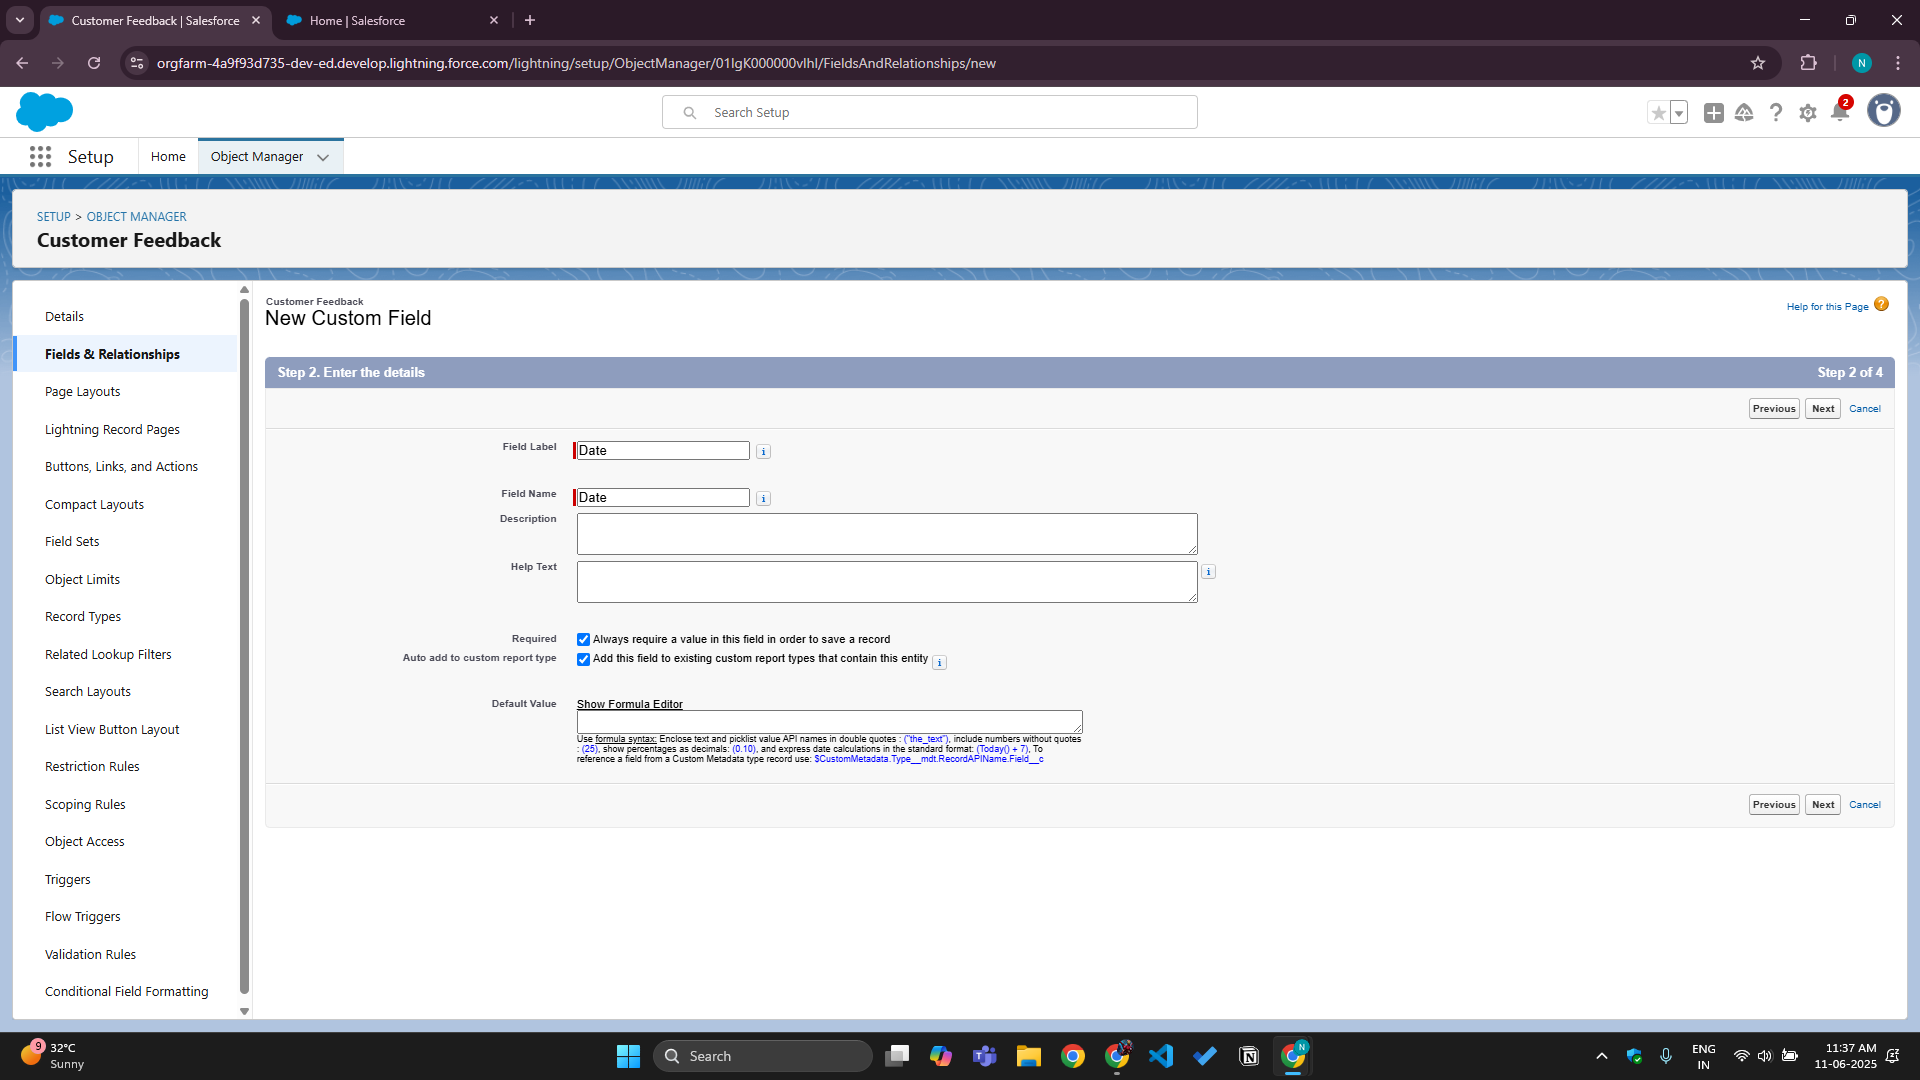 Customer Feedback | Salesforce
Home | Salesforce
orgfarm-4a9f93d735-dev-ed.develop.lightning.force.com/lightning/setup/ObjectManager/01IgK000000vlhl/FieldsAndRelationships/new
N
Search Setup
2
Setup
Home
Object Manager
SETUP > OBJECT MANAGER
Customer Feedback
Details
Fields & Relationships
Page Layouts
Lightning Record Pages
Buttons, Links, and Actions
Compact Layouts
Field Sets
Object Limits
Record Types
Related Lookup Filters
Search Layouts
List View Button Layout
Restriction Rules
Scoping Rules
Object Access
Triggers
Flow Triggers
Validation Rules
Conditional Field Formatting
Customer Feedback
New Custom Field
Help for this Page ?
Step 2. Enter the details
Step 2 of 4
Previous Next Cancel
Field Label Date i
Field Name Date i
Description
Help Text i
Required Always require a value in this field in order to save a record
Auto add to custom report type Add this field to existing custom report types that contain this entity i
Default Value Show Formula Editor
Use formula syntax: Enclose text and picklist value API names in double quotes : ("the_text"), include numbers without quotes
: (25), show percentages as decimals: (0.10), and express date calculations in the standard format: (Today() + 7), To
reference a field from a Custom Metadata type record use: $CustomMetadata.Type__mdt.RecordAPIName.Field__c
Previous Next Cancel
9
32°C
Sunny
Search
N
ENG
IN
11:37 AM
11-06-2025